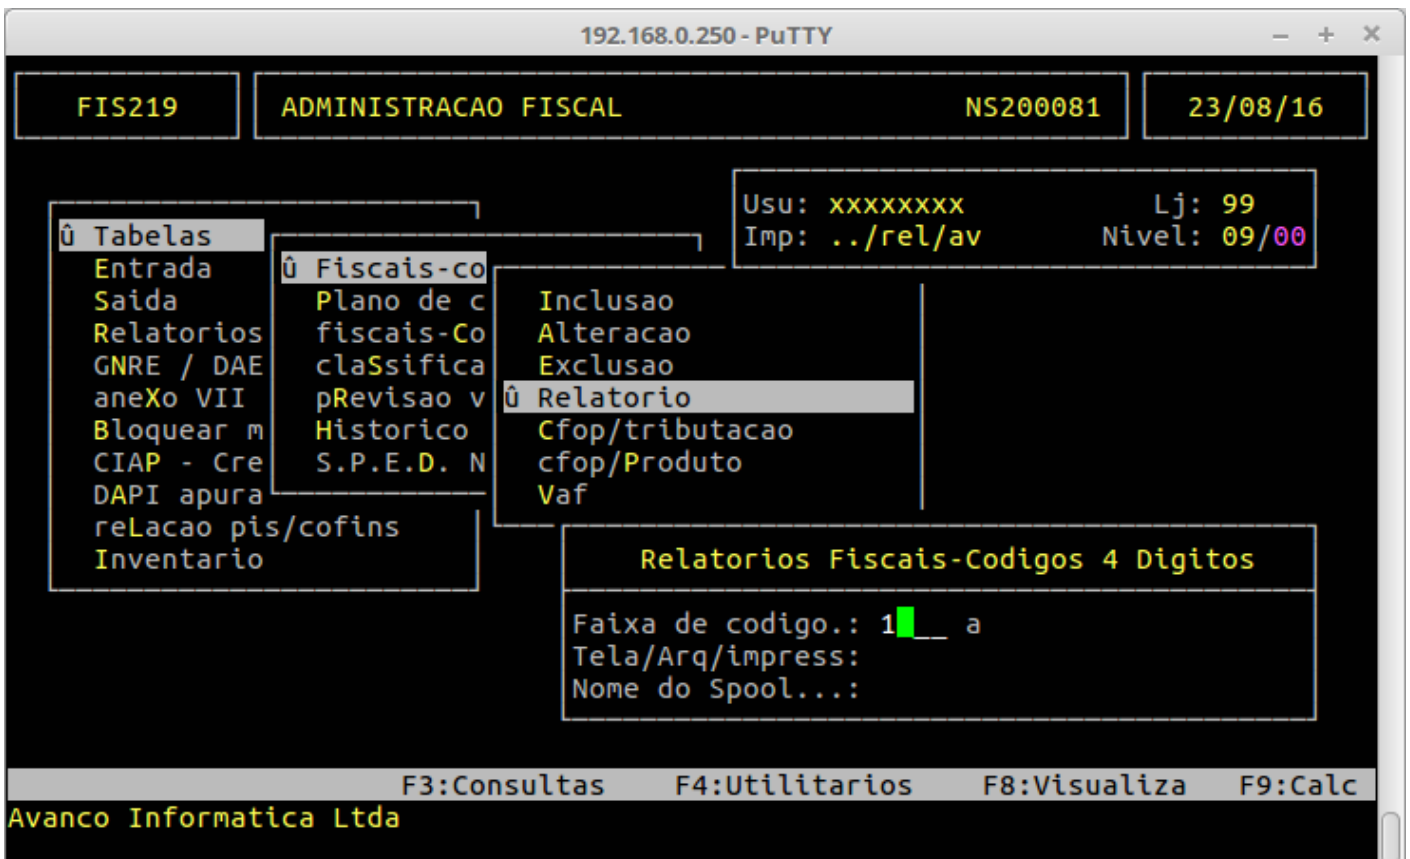 192.168.0.250 - PuTTY
FIS219 ADMINISTRACAO FISCAL NS200081 23/08/16
Usu: xxxxxxxx Lj: 99
Imp: ../rel/av Nivel: 09/00
û Tabelas
Entrada
Saida
Relatorios
GNRE / DAE
aneXo VII
Bloquear m
CIAP - Cre
DAPI apura
reLacao pis/cofins
Inventario
û Fiscais-co
Plano de c
fiscais-Co
claSsifica
pRevisao v
Historico
S.P.E.D. N
Inclusao
Alteracao
Exclusao
û Relatorio
Cfop/tributacao
cfop/Produto
Vaf
Relatorios Fiscais-Codigos 4 Digitos
Faixa de codigo.: 1 __ a
Tela/Arq/impress:
Nome do Spool...:
F3:Consultas F4:Utilitarios F8:Visualiza F9:Calc
Avanco Informatica Ltda